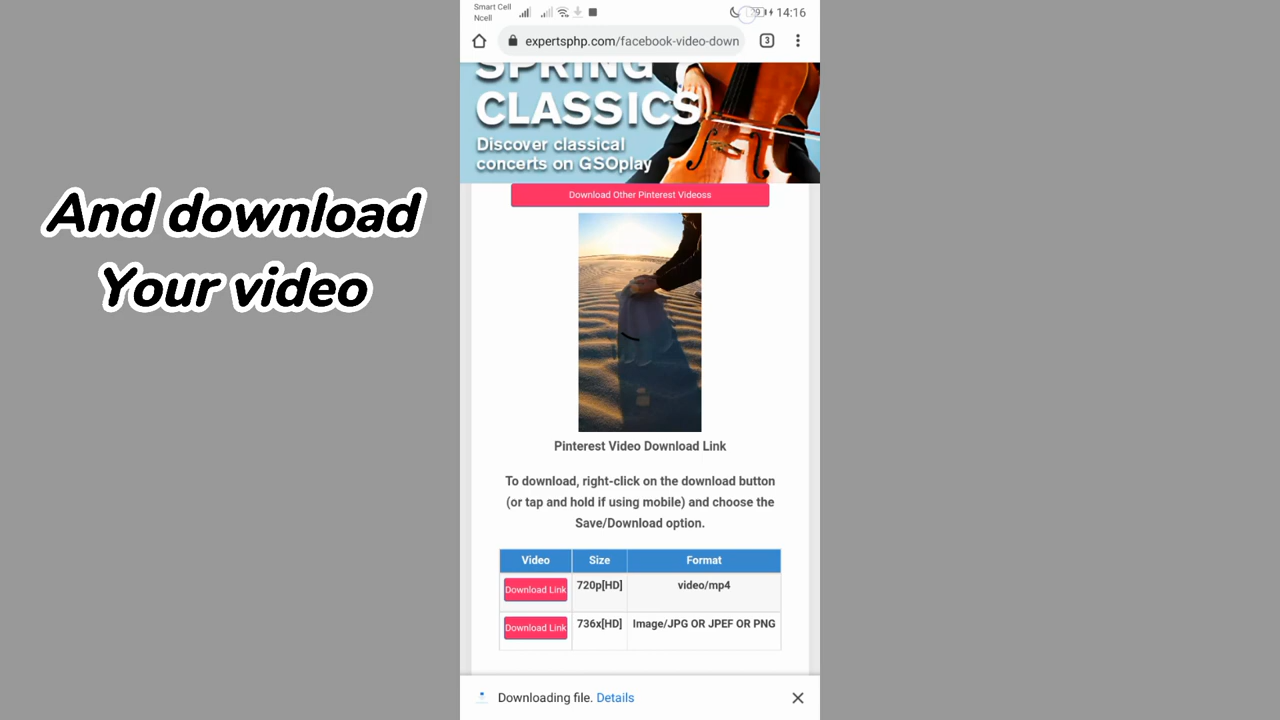 And download
Your video
Smart Cell
Ncell
14:16
expertsphp.com/facebook-video-down
3
SPRING
CLASSICS
Discover classical
concerts on GSOplay
Download Other Pinterest Videoss
Pinterest Video Download Link
To download, right-click on the download button
(or tap and hold if using mobile) and choose the
Save/Download option.
Video Size Format
Download Link 720p[HD] video/mp4
Download Link 736x[HD] Image/JPG OR JPEF OR PNG
Downloading file. Details